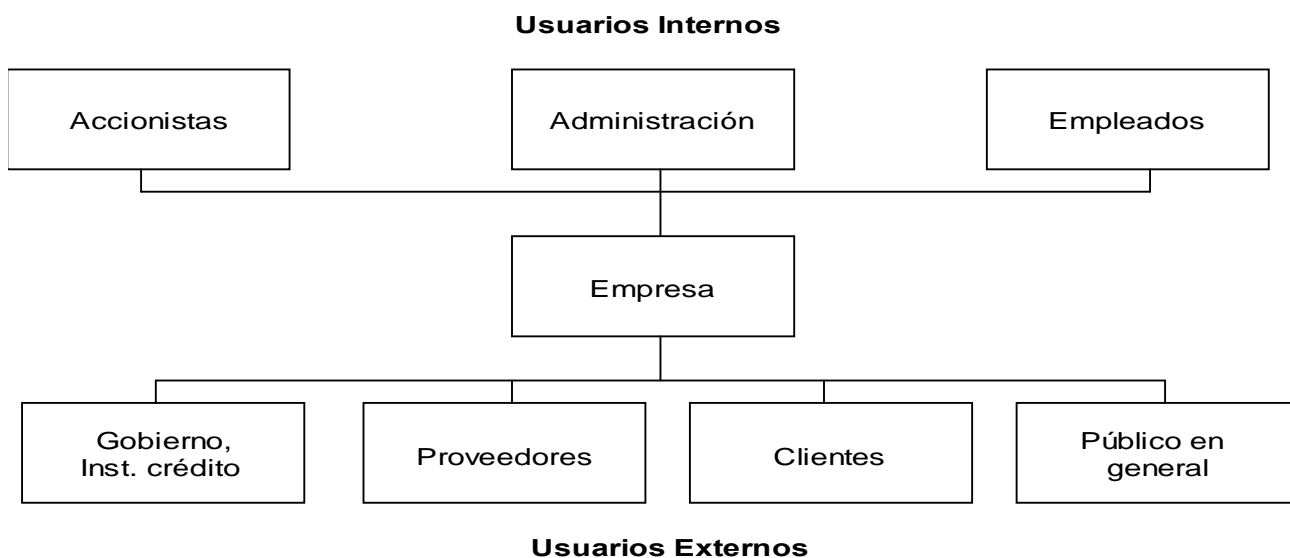 Usuarios Internos
Accionistas
Administración
Empleados
Empresa
Gobierno,
Inst. crédito
Proveedores
Clientes
Público en
general
Usuarios Externos